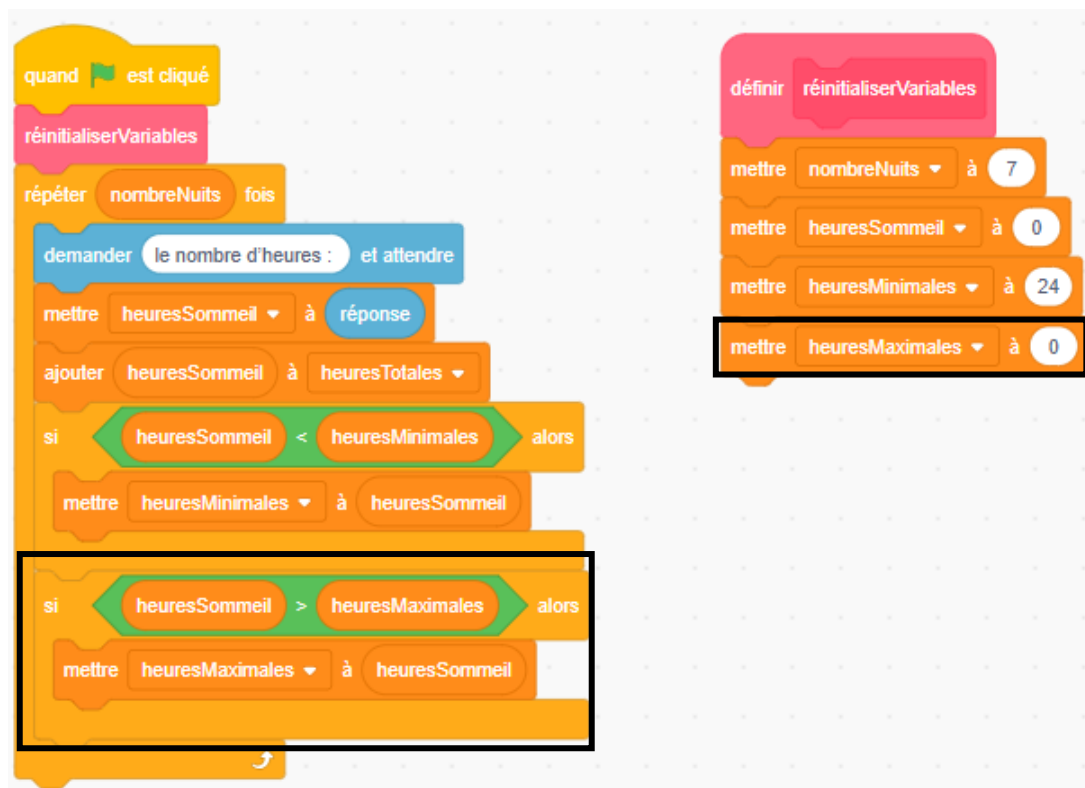 quand est cliqué
réinitialiserVariables
répéter nombreNuits fois
demander le nombre d'heures : et attendre
mettre heuresSommeil à réponse
ajouter heuresSommeil à heuresTotales
si heuresSommeil < heuresMinimales alors
mettre heuresMinimales à heuresSommeil
si heuresSommeil > heuresMaximales alors
mettre heuresMaximales à heuresSommeil
définir réinitialiserVariables
mettre nombreNuits à 7
mettre heuresSommeil à 0
mettre heuresMinimales à 24
mettre heuresMaximales à 0